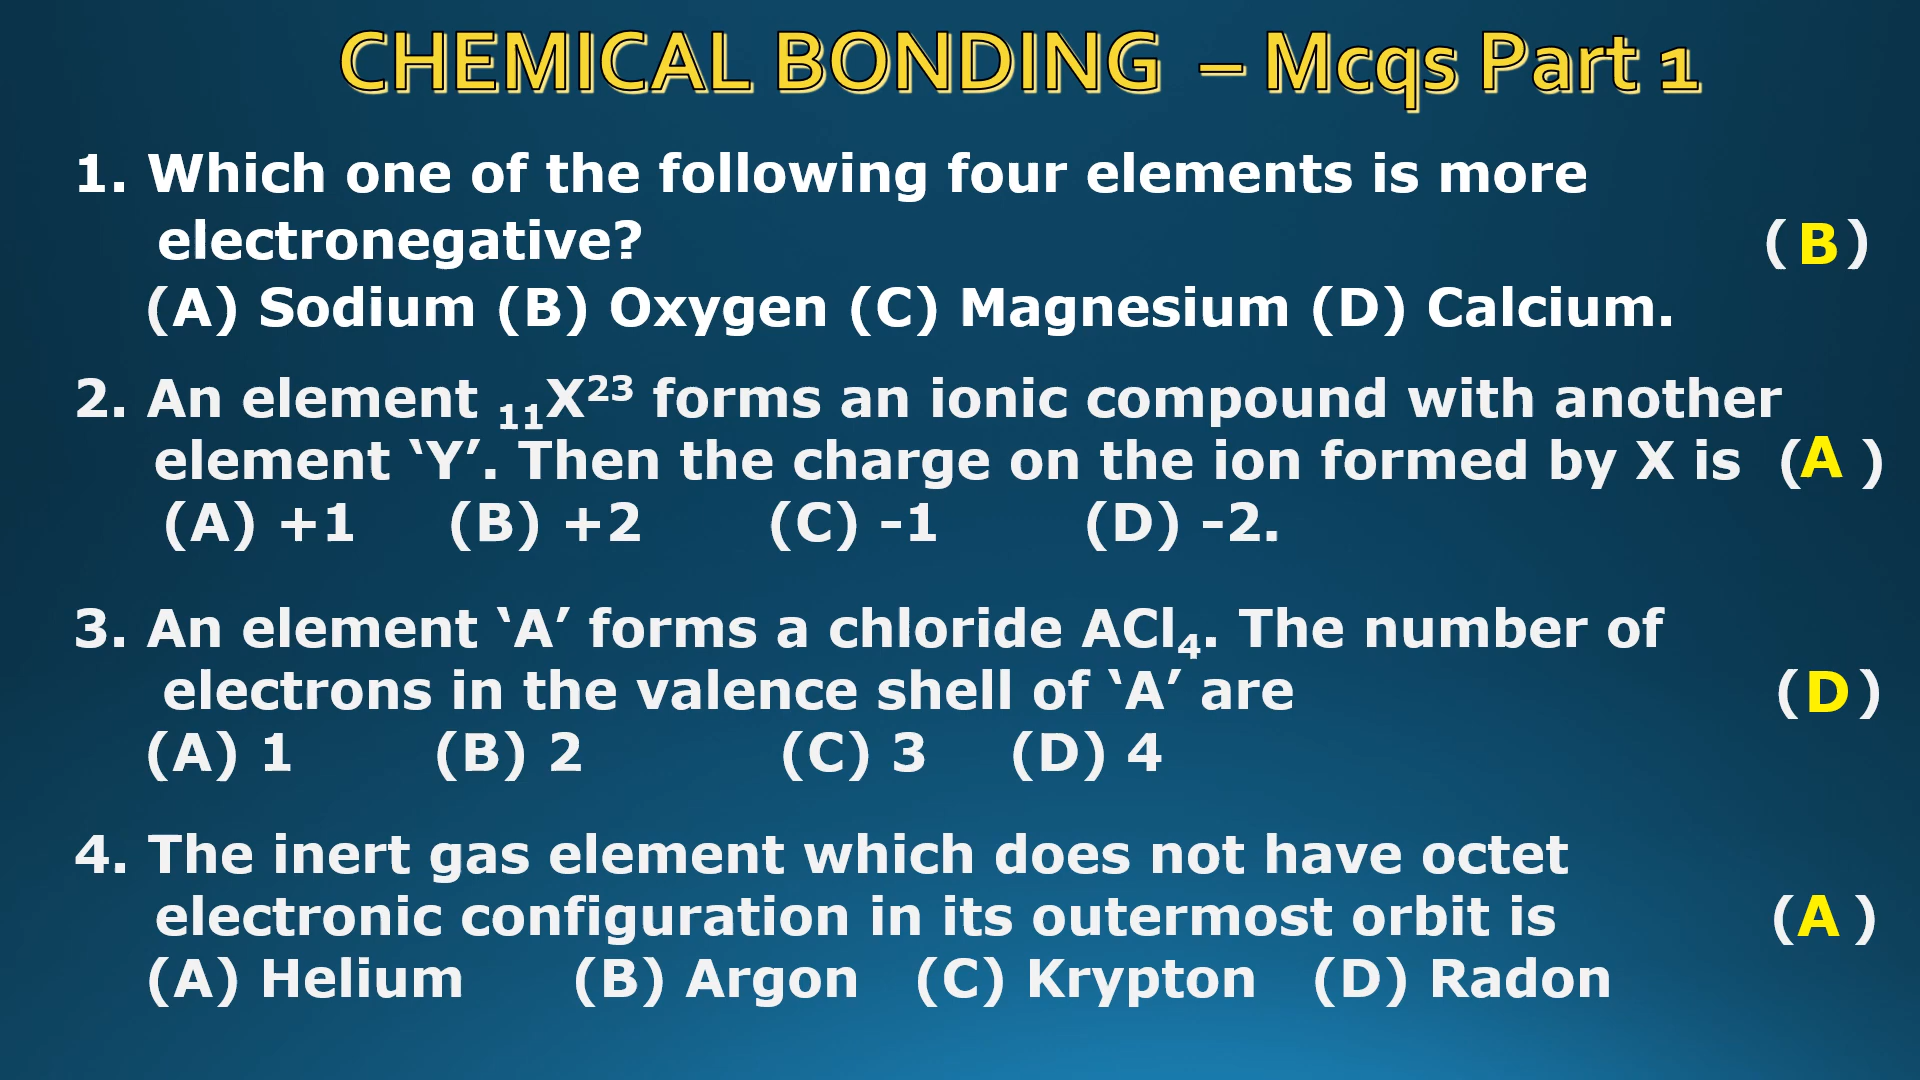 CHEMICAL BONDING – Mcqs Part 1
1. Which one of the following four elements is more
electronegative? ( B )
(A) Sodium (B) Oxygen (C) Magnesium (D) Calcium.
2. An element ₁₁X²³ forms an ionic compound with another
element ‘Y’. Then the charge on the ion formed by X is (A )
(A) +1 (B) +2 (C) –1 (D) –2.
3. An element ‘A’ forms a chloride ACl₄. The number of
electrons in the valence shell of ‘A’ are ( D )
(A) 1 (B) 2 (C) 3 (D) 4
4. The inert gas element which does not have octet
electronic configuration in its outermost orbit is (A )
(A) Helium (B) Argon (C) Krypton (D) Radon